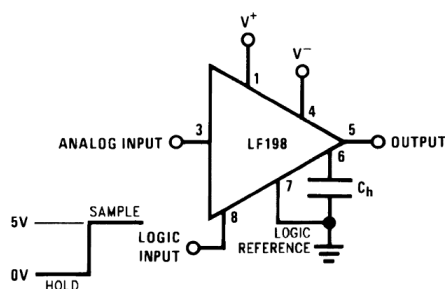 V+
V−
1
4
3
5
ANALOG INPUT
LF198
OUTPUT
6
7
Ch
8
5V
SAMPLE
LOGIC
INPUT
LOGIC
REFERENCE
0V
HOLD